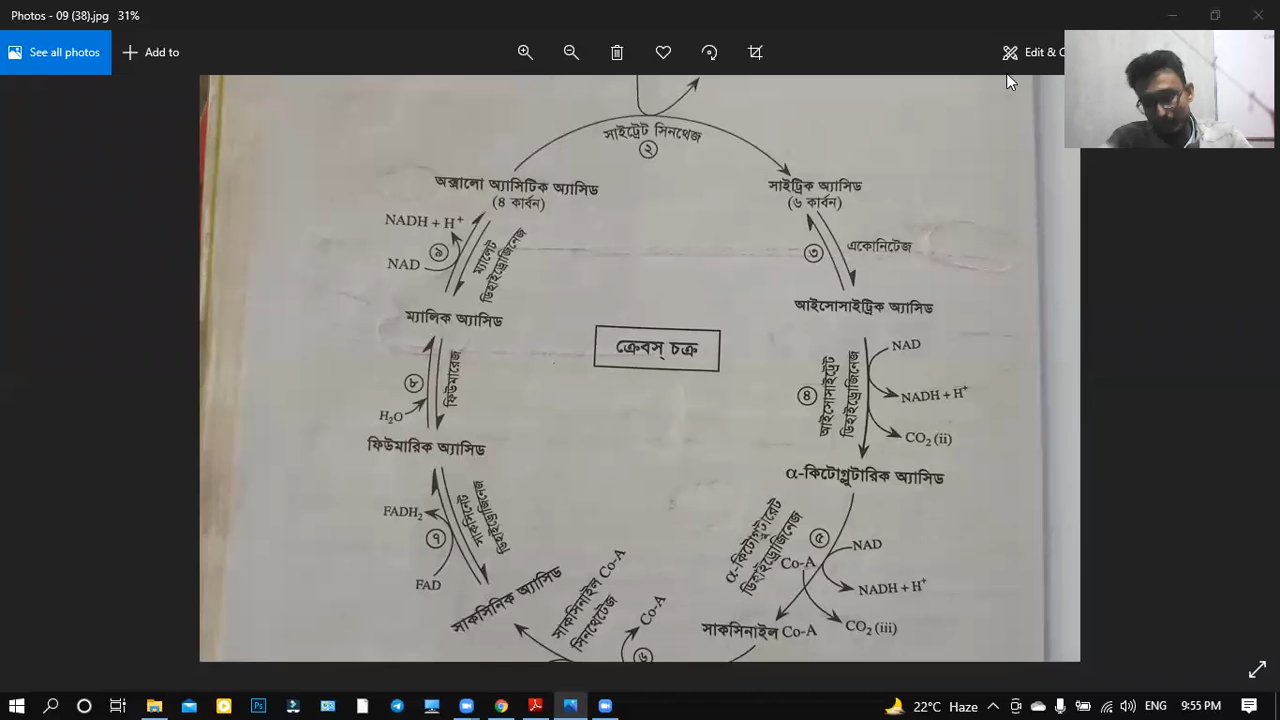 Photos - 09 (38).jpg 31%
See all photos
Add to
Edit & C
সাইট্রেট সিনথেজ
২
অক্সালো অ্যাসিটিক অ্যাসিড
(৪ কার্বন)
সাইট্রিক অ্যাসিড
(৬ কার্বন)
NADH + H⁺
৯
NAD
ম্যালেট
ডিহাইড্রোজিনেজ
৩
একোনিটেজ
ম্যালিক অ্যাসিড
আইসোসাইট্রিক অ্যাসিড
ক্রেবস্ চক্র
৮
ফিউমারেজ
H₂O
৪
আইসোসাইট্রেট
ডিহাইড্রোজিনেজ
NAD
NADH + H⁺
CO₂ (ii)
ফিউমারিক অ্যাসিড
α-কিটোগ্লুটারিক অ্যাসিড
FADH₂
৭
FAD
সাকসিনেট
ডিহাইড্রোজিনেজ
α-কিটোগ্লুটারেট
ডিহাইড্রোজিনেজ
৫
NAD
Co-A
NADH + H⁺
CO₂ (iii)
সাকসিনিক অ্যাসিড
সাকসিনাইল Co-A
সিনথেটেজ
Co-A
৬
সাকসিনাইল Co-A
22°C Haze
ENG
9:55 PM